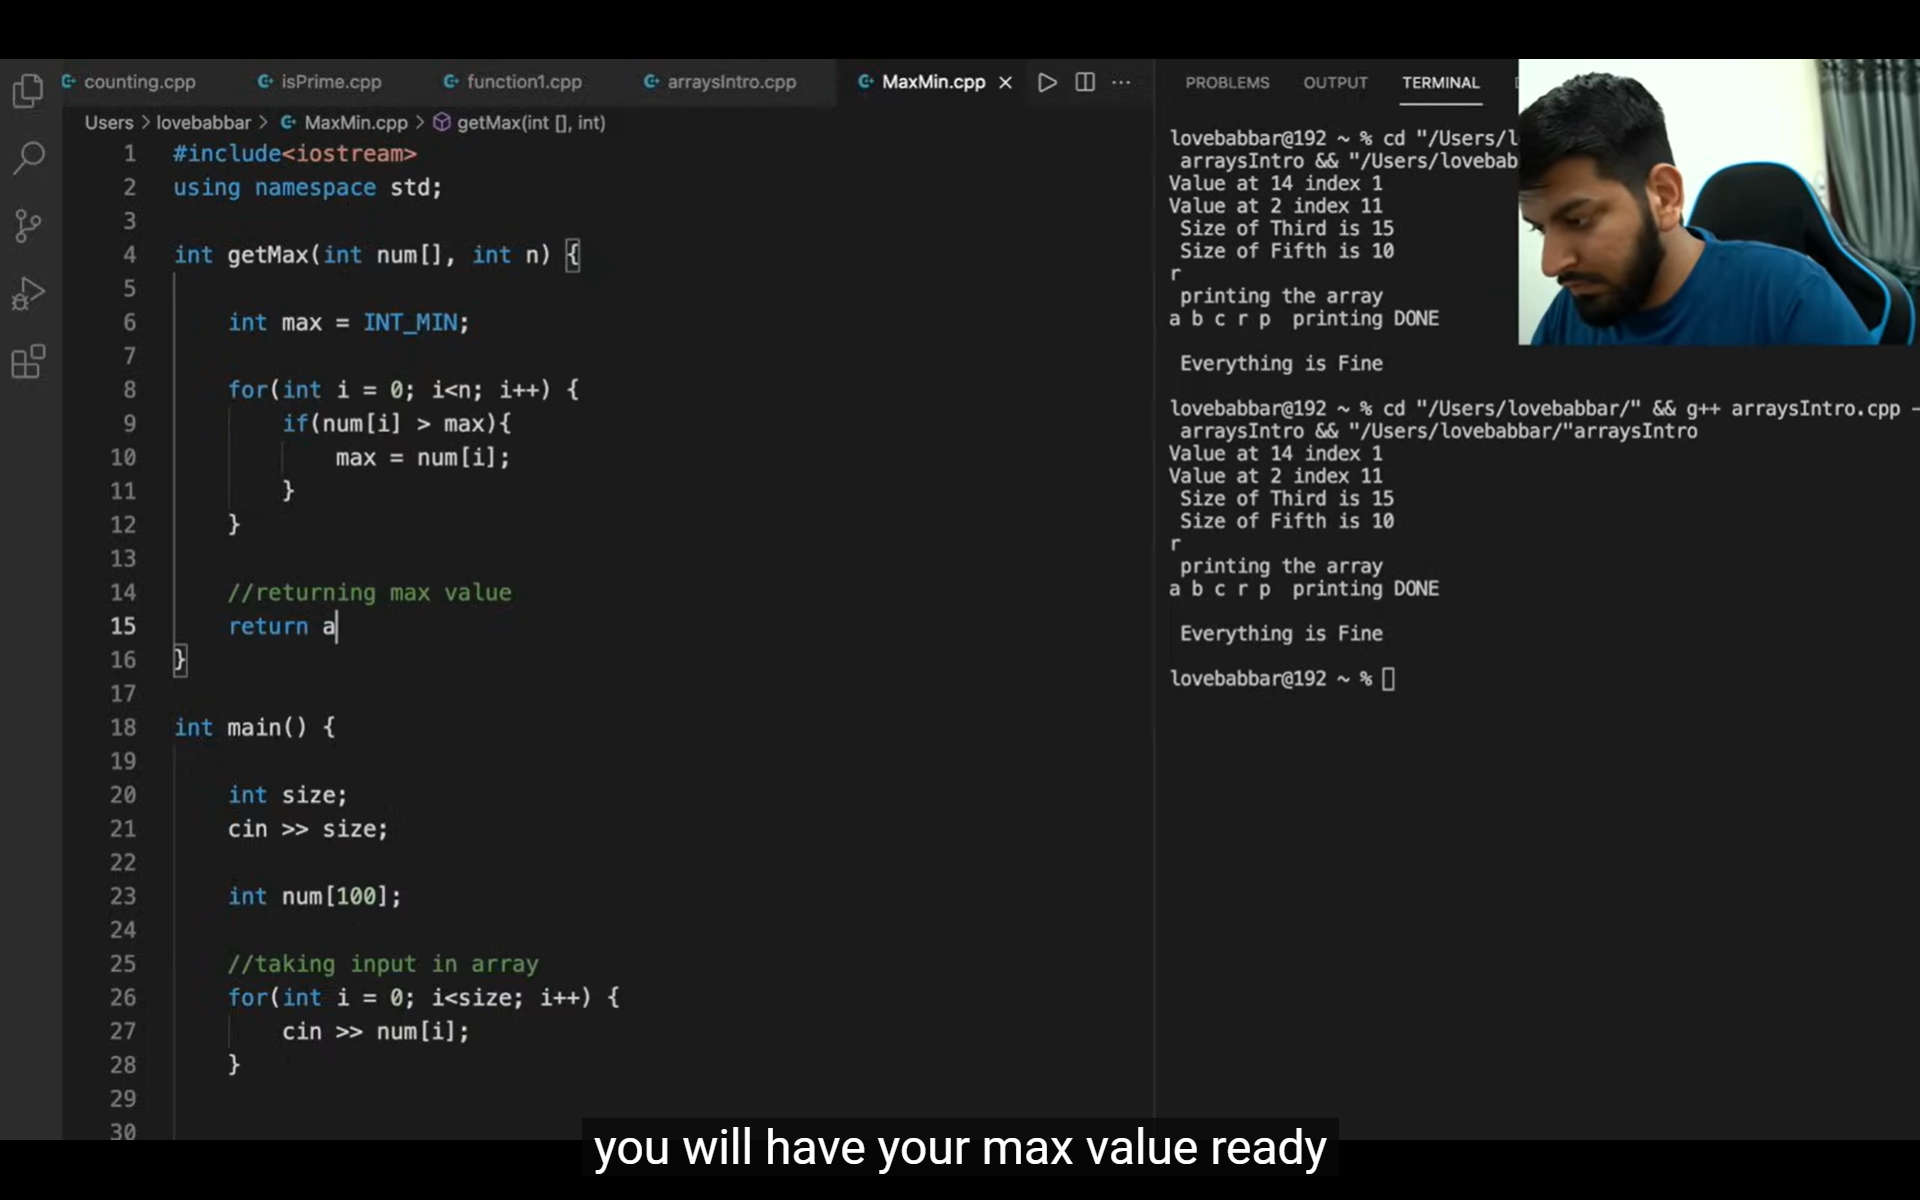 counting.cpp isPrime.cpp function1.cpp arraysIntro.cpp MaxMin.cpp
Users > lovebabbar > MaxMin.cpp > getMax(int [], int)
1 #include<iostream>
2 using namespace std;
3
4 int getMax(int num[], int n) {
5
6 int max = INT_MIN;
7
8 for(int i = 0; i<n; i++) {
9 if(num[i] > max){
10 max = num[i];
11 }
12 }
13
14 //returning max value
15 return a
16 }
17
18 int main() {
19
20 int size;
21 cin >> size;
22
23 int num[100];
24
25 //taking input in array
26 for(int i = 0; i<size; i++) {
27 cin >> num[i];
28 }
29
30
PROBLEMS OUTPUT TERMINAL
lovebabbar@192 ~ % cd "/Users/l
arraysIntro && "/Users/lovebab
Value at 14 index 1
Value at 2 index 11
Size of Third is 15
Size of Fifth is 10
r
printing the array
a b c r p printing DONE
Everything is Fine
lovebabbar@192 ~ % cd "/Users/lovebabbar/" && g++ arraysIntro.cpp -
arraysIntro && "/Users/lovebabbar/"arraysIntro
Value at 14 index 1
Value at 2 index 11
Size of Third is 15
Size of Fifth is 10
r
printing the array
a b c r p printing DONE
Everything is Fine
lovebabbar@192 ~ %
you will have your max value ready